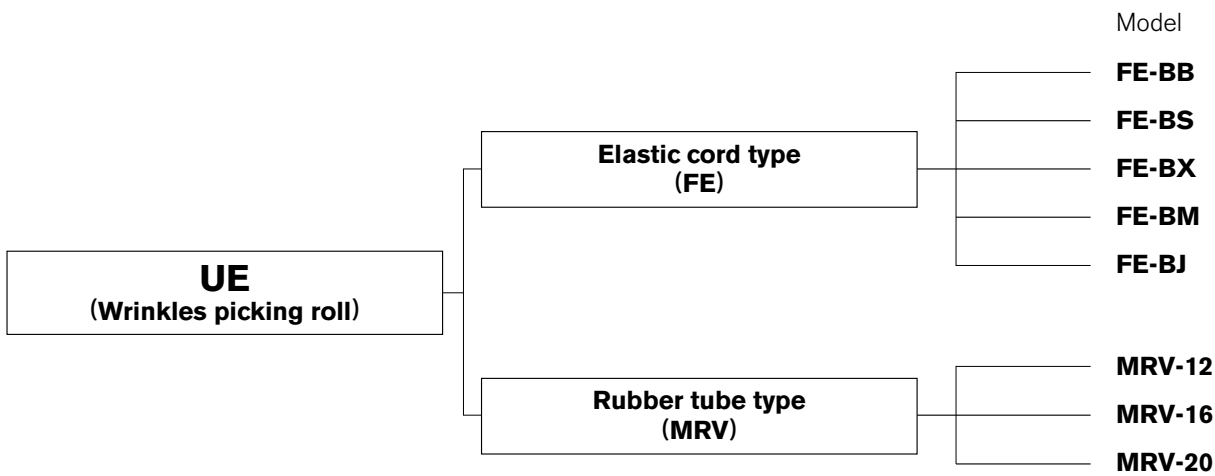 Model
FE-BB
FE-BS
Elastic cord type
(FE)
FE-BX
FE-BM
FE-BJ
UE
(Wrinkles picking roll)
MRV-12
Rubber tube type
(MRV)
MRV-16
MRV-20